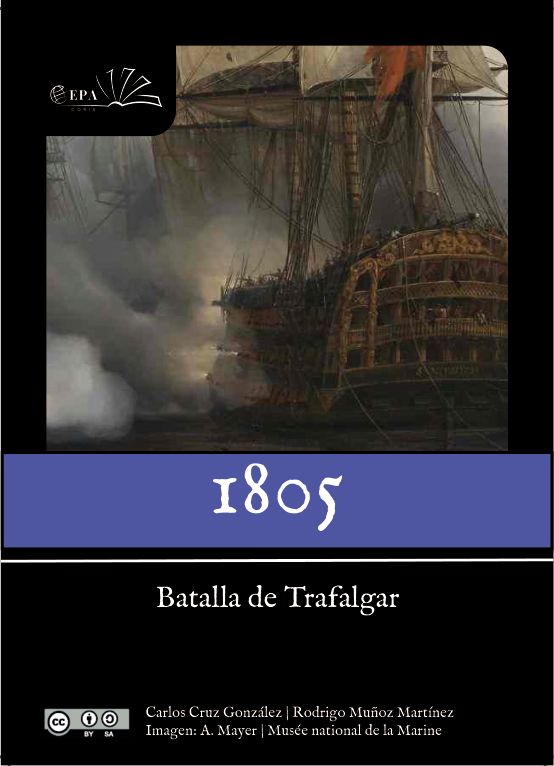 EPA
CORIA
1805
Batalla de Trafalgar
Carlos Cruz González | Rodrigo Muñoz Martínez
Imagen: A. Mayer | Musée national de la Marine
cc
BY SA